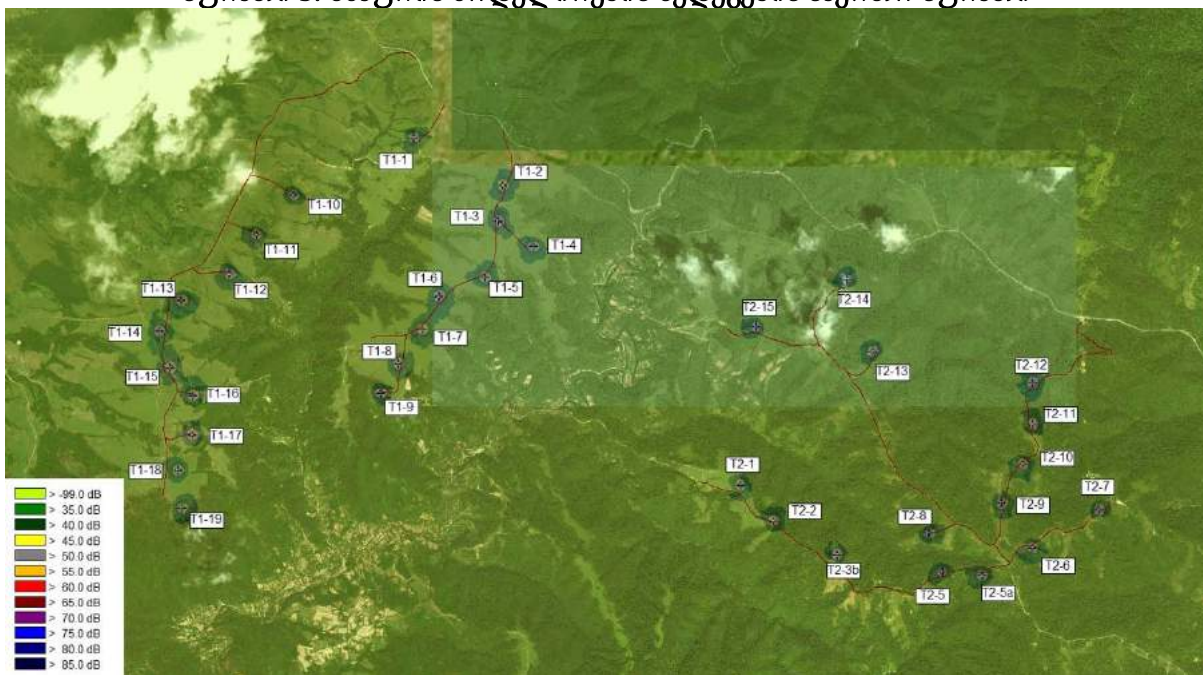 T1-1
T1-2
T1-10
T1-3
T1-11
T1-4
T1-12
T1-5
T1-6
T1-13
T2-14
T1-14
T2-15
T1-7
T1-8
T2-13
T1-15
T2-12
T1-16
T1-9
T2-11
T1-17
T2-10
T1-18
T2-1
T2-7
T2-9
T1-19
T2-2
T2-8
T2-6
T2-3b
T2-5
T2-5a
> -99.0 dB
> 35.0 dB
> 40.0 dB
> 45.0 dB
> 50.0 dB
> 55.0 dB
> 60.0 dB
> 65.0 dB
> 70.0 dB
> 75.0 dB
> 80.0 dB
> 85.0 dB